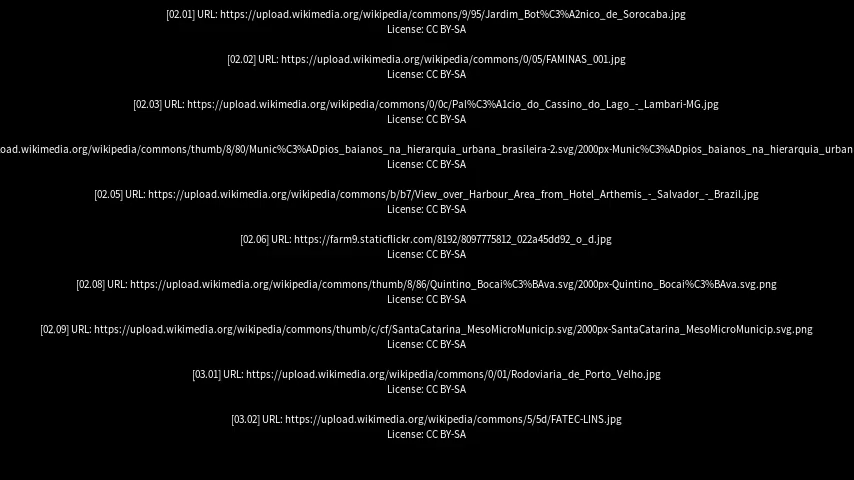 [02.01] URL: https://upload.wikimedia.org/wikipedia/commons/9/95/Jardim_Bot%C3%A2nico_de_Sorocaba.jpg
License: CC BY-SA
[02.02] URL: https://upload.wikimedia.org/wikipedia/commons/0/05/FAMINAS_001.jpg
License: CC BY-SA
[02.03] URL: https://upload.wikimedia.org/wikipedia/commons/0/0c/Pal%C3%A1cio_do_Cassino_do_Lago_-_Lambari-MG.jpg
License: CC BY-SA
oad.wikimedia.org/wikipedia/commons/thumb/8/80/Munic%C3%ADpios_baianos_na_hierarquia_urbana_brasileira-2.svg/2000px-Munic%C3%ADpios_baianos_na_hierarquia_urban
License: CC BY-SA
[02.05] URL: https://upload.wikimedia.org/wikipedia/commons/b/b7/View_over_Harbour_Area_from_Hotel_Arthemis_-_Salvador_-_Brazil.jpg
License: CC BY-SA
[02.06] URL: https://farm9.staticflickr.com/8192/8097775812_022a45dd92_o_d.jpg
License: CC BY-SA
[02.08] URL: https://upload.wikimedia.org/wikipedia/commons/thumb/8/86/Quintino_Bocai%C3%BAva.svg/2000px-Quintino_Bocai%C3%BAva.svg.png
License: CC BY-SA
[02.09] URL: https://upload.wikimedia.org/wikipedia/commons/thumb/c/cf/SantaCatarina_MesoMicroMunicip.svg/2000px-SantaCatarina_MesoMicroMunicip.svg.png
License: CC BY-SA
[03.01] URL: https://upload.wikimedia.org/wikipedia/commons/0/01/Rodoviaria_de_Porto_Velho.jpg
License: CC BY-SA
[03.02] URL: https://upload.wikimedia.org/wikipedia/commons/5/5d/FATEC-LINS.jpg
License: CC BY-SA